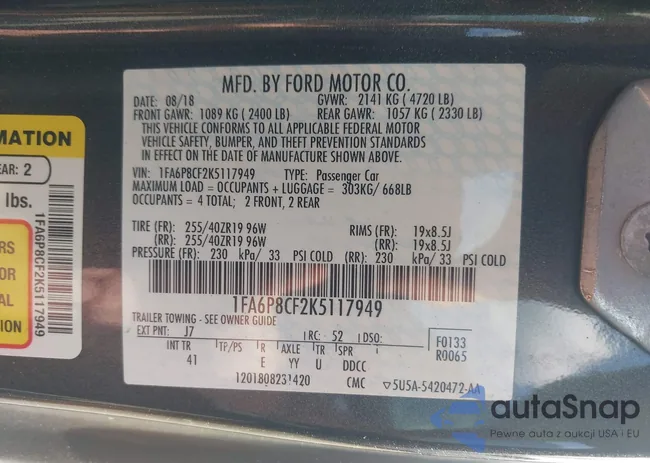 MFD. BY FORD MOTOR CO.
DATE: 08/18 GVWR: 2141 KG ( 4720 LB)
FRONT GAWR: 1089 KG ( 2400 LB) REAR GAWR: 1057 KG ( 2330 LB)
THIS VEHICLE CONFORMS TO ALL APPLICABLE FEDERAL MOTOR
VEHICLE SAFETY, BUMPER, AND THEFT PREVENTION STANDARDS
IN EFFECT ON THE DATE OF MANUFACTURE SHOWN ABOVE.
VIN: 1FA6P8CF2K5117949 TYPE: Passenger Car
MAXIMUM LOAD = OCCUPANTS + LUGGAGE = 303KG/ 668LB
OCCUPANTS = 4 TOTAL; 2 FRONT, 2 REAR
TIRE (FR): 255/40ZR19 96W RIMS (FR): 19x8.5J
(RR): 255/40ZR19 96W (RR): 19x8.5J
PRESSURE (FR): 230 kPa/ 33 PSI COLD (RR): 230 kPa/ 33 PSI COLD
1FA6P8CF2K5117949
TRAILER TOWING - SEE OWNER GUIDE
EXT PNT: J7 RC: 52 DSO: F0133
R0065
INT TR TP/PS R AXLE TR SPR
41 E YY U DDCC
1201808231420 CMC ▽5U5A-5420472-AA
MATION
EAR: 2
lbs.
RS
OR
AL
1FA6P8CF2K5117949
autaSnap
Pewne auta z aukcji USA i EU